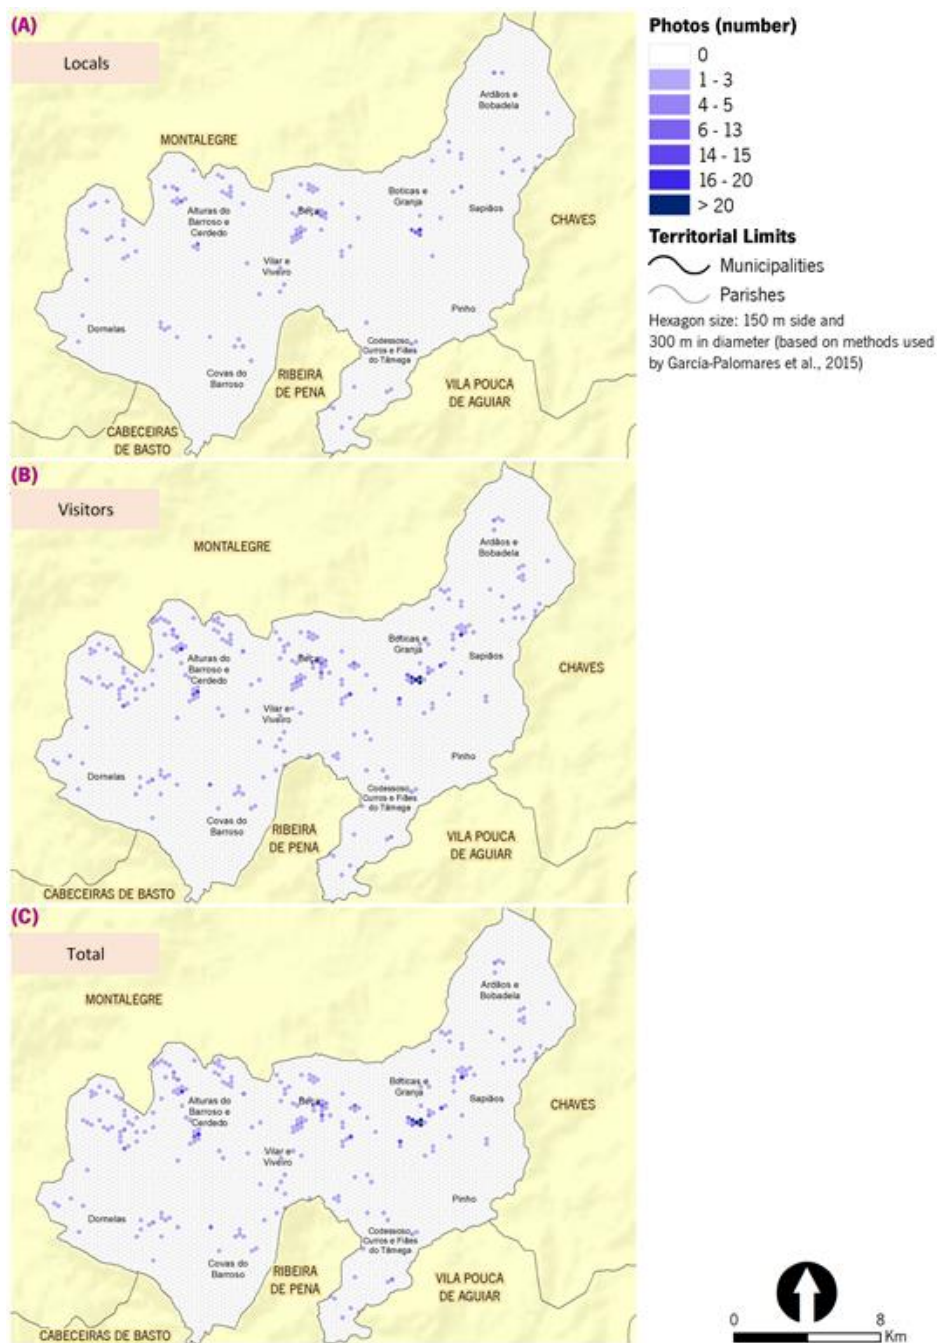 (A)
Locals
MONTALEGRE
Ardãos e
Bobadela
Alturas do
Barroso e
Cerdedo
Beça
Boticas e
Granja
Sapiãos
CHAVES
Vilar e
Viveiro
Dornelas
Pinho
Codessoso,
Curros e Fiães
do Tâmega
Covas do
Barroso
RIBEIRA
DE PENA
VILA POUCA
DE AGUIAR
CABECEIRAS
DE BASTO
Photos (number)
0
1 - 3
4 - 5
6 - 13
14 - 15
16 - 20
> 20
Territorial Limits
Municipalities
Parishes
Hexagon size: 150 m side and
300 m in diameter (based on methods used
by García-Palomares et al., 2015)
(B)
Visitors
MONTALEGRE
Ardãos e
Bobadela
Alturas do
Barroso e
Cerdedo
Beça
Boticas e
Granja
Sapiãos
CHAVES
Vilar e
Viveiro
Dornelas
Pinho
Codessoso,
Curros e Fiães
do Tâmega
Covas do
Barroso
RIBEIRA
DE PENA
VILA POUCA
DE AGUIAR
CABECEIRAS DE BASTO
(C)
Total
MONTALEGRE
Ardãos e
Bobadela
Alturas do
Barroso e
Cerdedo
Beça
Boticas e
Granja
Sapiãos
CHAVES
Vilar e
Viveiro
Dornelas
Pinho
Codessoso,
Curros e Fiães
do Tâmega
Covas do
Barroso
RIBEIRA
DE PENA
VILA POUCA
DE AGUIAR
CABECEIRAS DE BASTO
0 8
Km